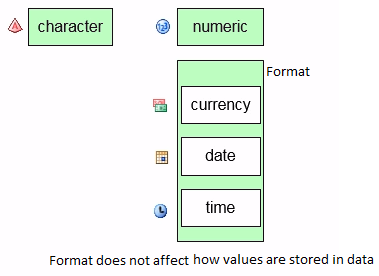 character
numeric
Format
currency
date
time
Format does not affect how values are stored in data